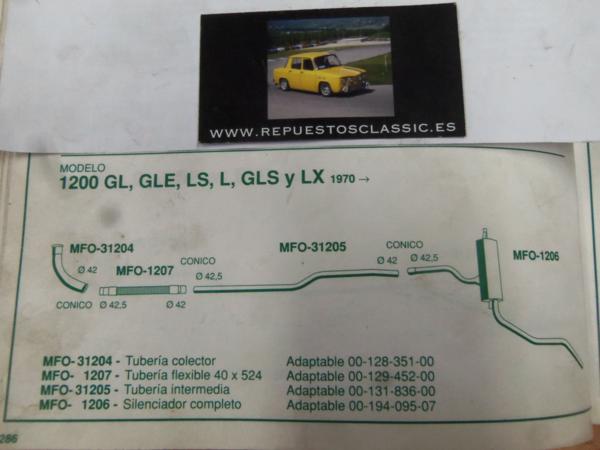 WWW.REPUESTOSCLASSIC.ES
MODELO
1200 GL, GLE, LS, L, GLS y LX 1970 →
MFO-31204
Ø 42
CONICO
MFO-1207
Ø 42,5
Ø 42
CONICO
Ø 42,5
MFO-31205
Ø 42
CONICO
Ø 42,5
MFO-1206
MFO-31204 - Tubería colector Adaptable 00-128-351-00
MFO- 1207 - Tubería flexible 40 x 524 Adaptable 00-129-452-00
MFO-31205 - Tubería intermedia Adaptable 00-131-836-00
MFO- 1206 - Silenciador completo Adaptable 00-194-095-07
286